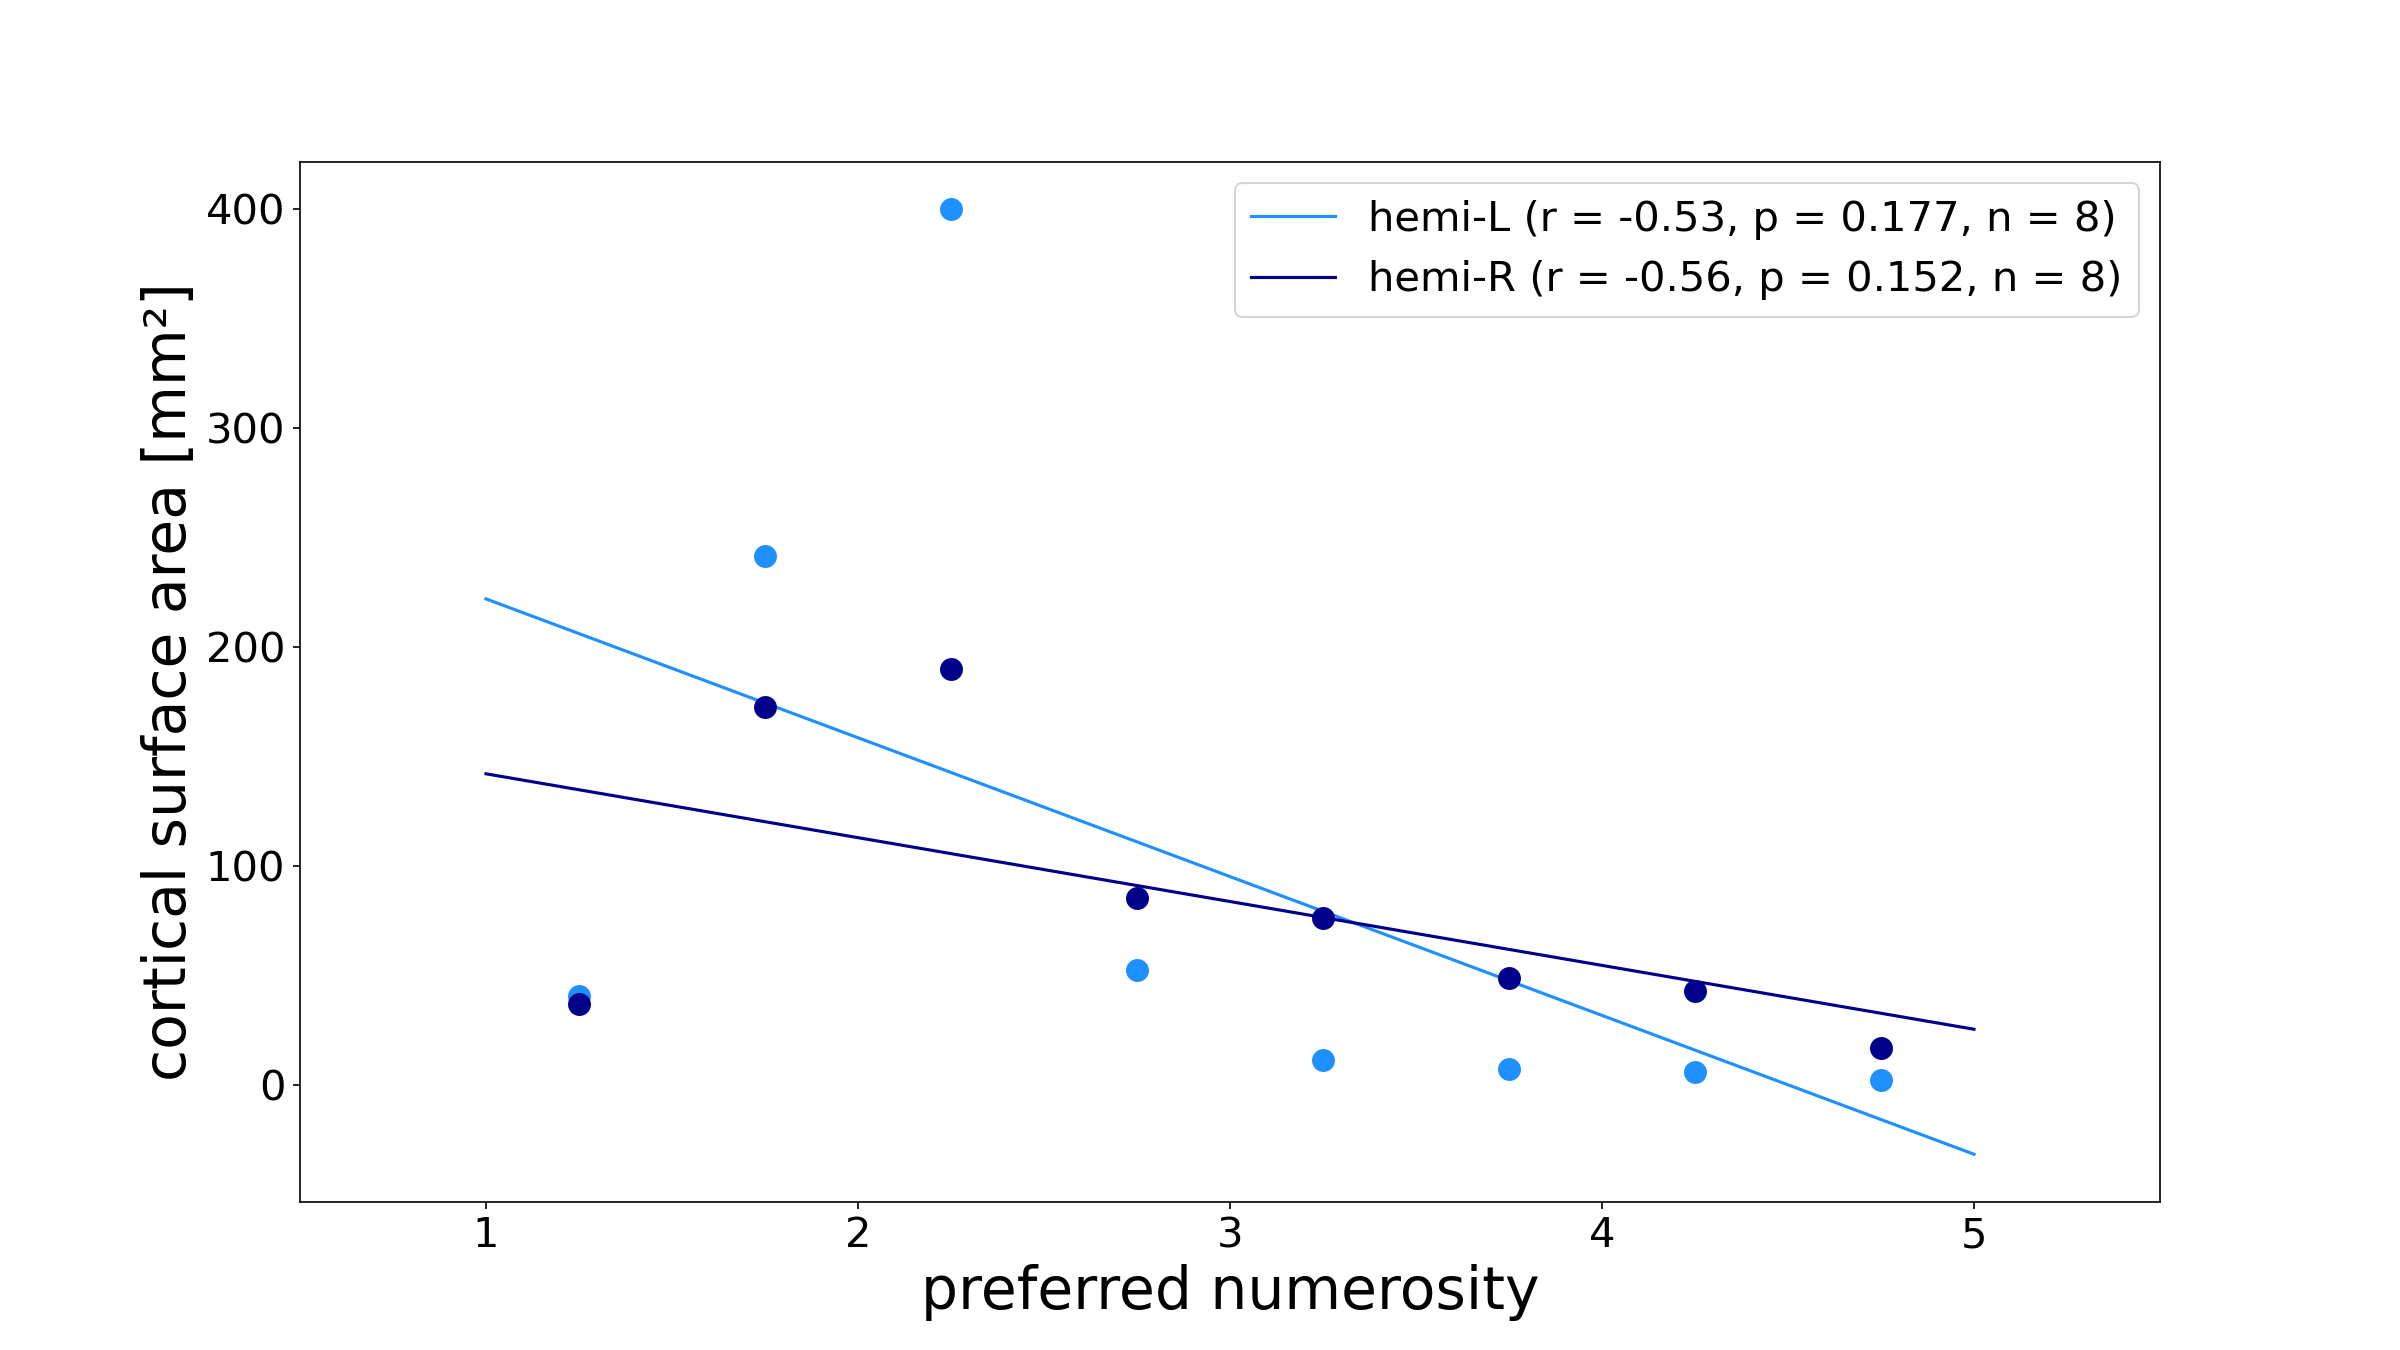 hemi-L (r = -0.53, p = 0.177, n = 8)
hemi-R (r = -0.56, p = 0.152, n = 8)
cortical surface area [mm²]
400
300
200
100
0
1 2 3 4 5
preferred numerosity